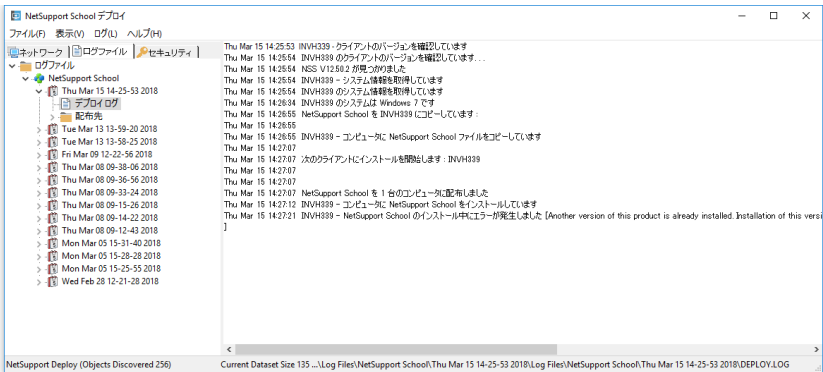 NetSupport School デプロイ
ファイル(F) 表示(V) ログ(L) ヘルプ(H)
ネットワーク ログファイル セキュリティ
ログファイル
NetSupport School
Thu Mar 15 14-25-53 2018
デプロイログ
配布先
Tue Mar 13 13-59-20 2018
Tue Mar 13 13-58-25 2018
Fri Mar 09 12-22-56 2018
Thu Mar 08 09-38-06 2018
Thu Mar 08 09-36-56 2018
Thu Mar 08 09-33-24 2018
Thu Mar 08 09-15-26 2018
Thu Mar 08 09-14-22 2018
Thu Mar 08 09-12-43 2018
Mon Mar 05 15-31-40 2018
Mon Mar 05 15-28-28 2018
Mon Mar 05 15-25-55 2018
Wed Feb 28 12-21-28 2018
Thu Mar 15 14:25:53 INVH339 - クライアントのバージョンを確認しています
Thu Mar 15 14:25:54 INVH339 のクライアントのバージョンを確認しています...
Thu Mar 15 14:25:54 NSS V12.50.2 が見つかりました
Thu Mar 15 14:25:54 INVH339 - システム情報を取得しています
Thu Mar 15 14:25:54 INVH339 のシステム情報を取得しています
Thu Mar 15 14:26:34 INVH339 のシステムは Windows 7 です
Thu Mar 15 14:26:55 NetSupport School を INVH339 にコピーしています :
Thu Mar 15 14:26:55
Thu Mar 15 14:26:55 INVH339 - コンピュータに NetSupport School ファイルをコピーしています
Thu Mar 15 14:27:07
Thu Mar 15 14:27:07 次のクライアントにインストールを開始します : INVH339
Thu Mar 15 14:27:07
Thu Mar 15 14:27:07
Thu Mar 15 14:27:07 NetSupport School を 1 台のコンピュータに配布しました
Thu Mar 15 14:27:12 INVH339 - コンピュータに NetSupport School をインストールしています
Thu Mar 15 14:27:21 INVH339 - NetSupport School のインストール中にエラーが発生しました [Another version of this product is already installed. Installation of this versi
]
NetSupport Deploy (Objects Discovered 256)
Current Dataset Size 135 ...\Log Files\NetSupport School\Thu Mar 15 14-25-53 2018\Log Files\NetSupport School\Thu Mar 15 14-25-53 2018\DEPLOY.LOG